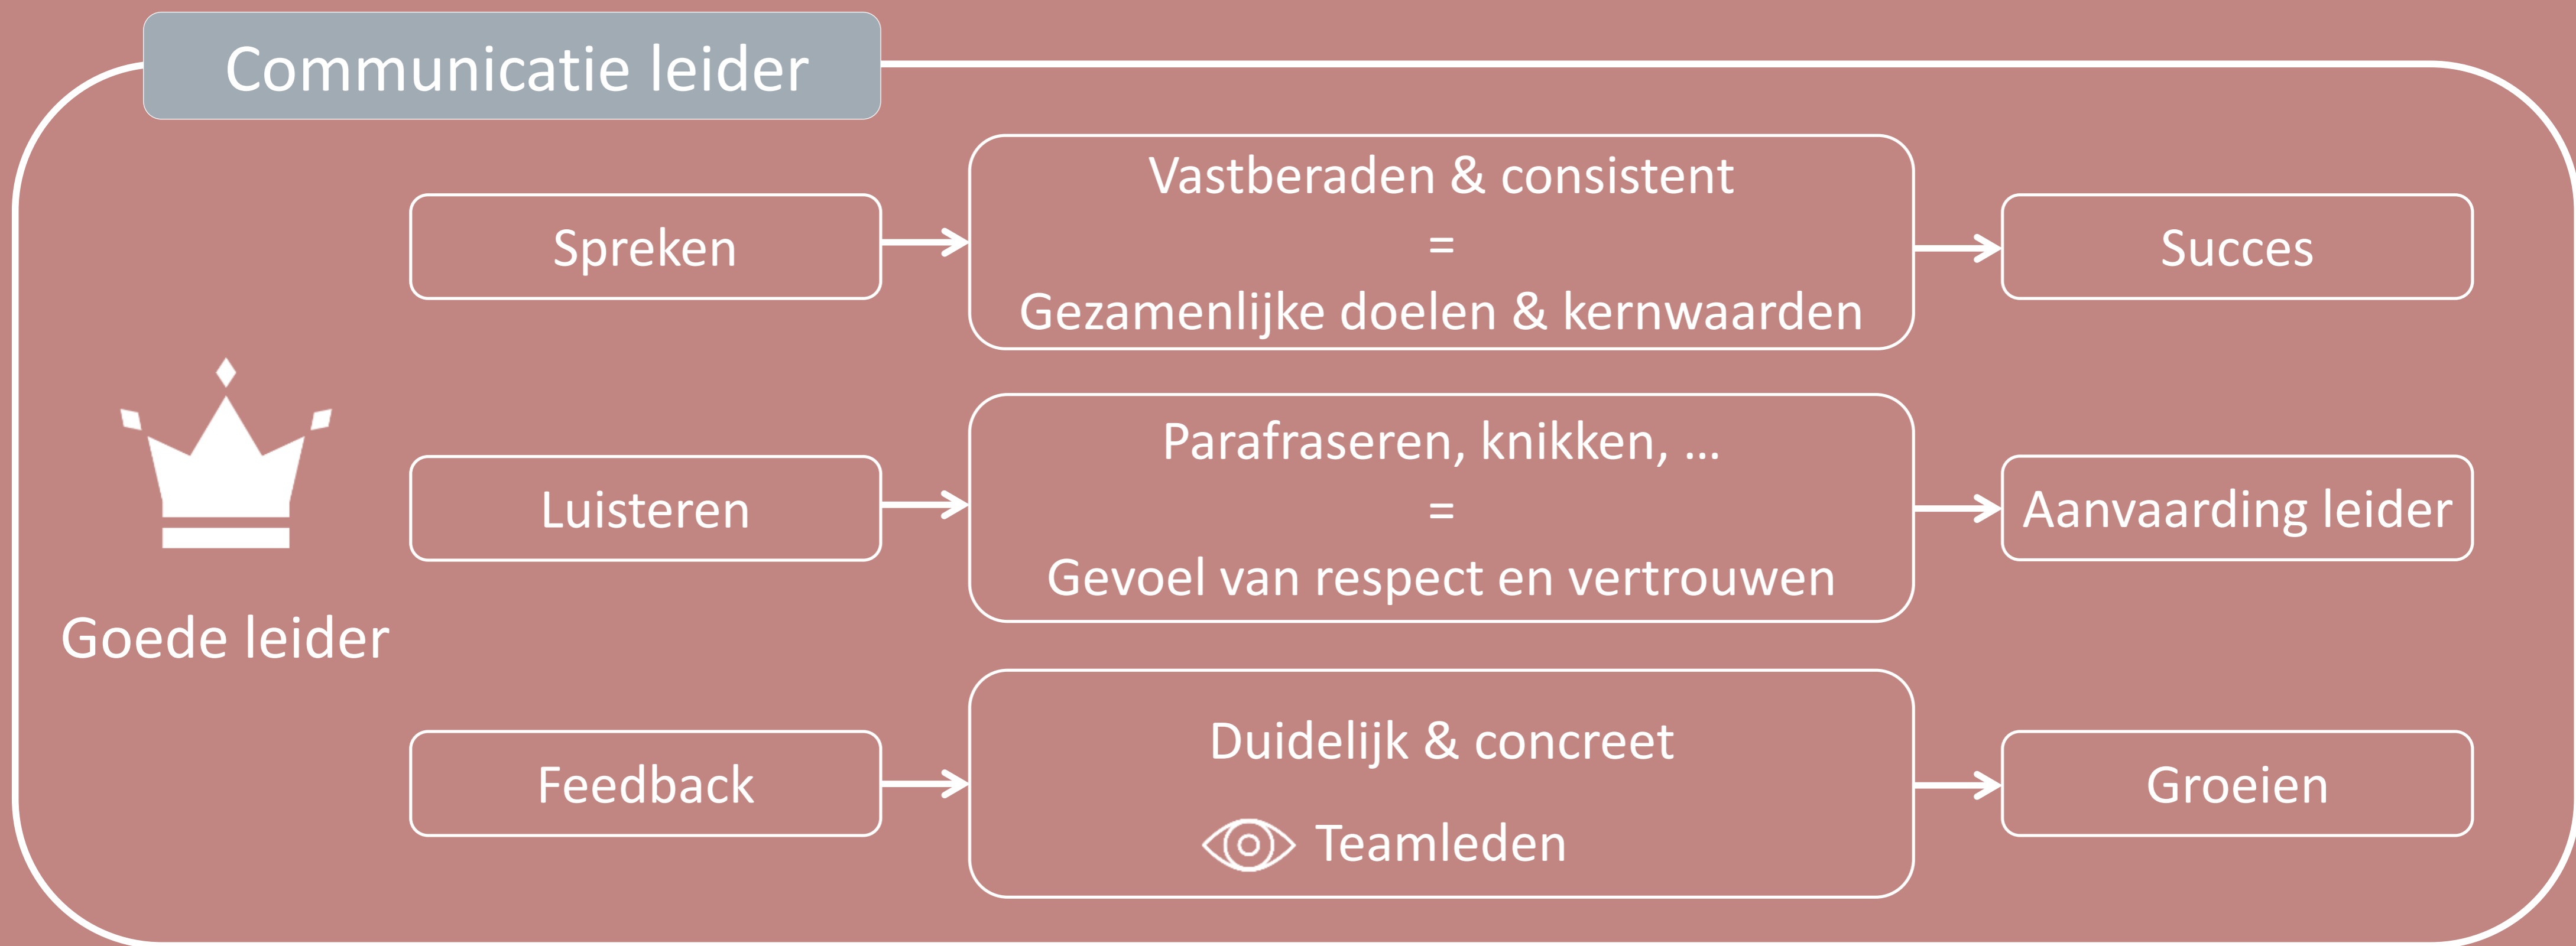 Communicatie leider
Goede leider
Spreken
Vastberaden & consistent
=
Gezamenlijke doelen & kernwaarden
Succes
Luisteren
Parafraseren, knikken, ...
=
Gevoel van respect en vertrouwen
Aanvaarding leider
Feedback
Duidelijk & concreet
Teamleden
Groeien